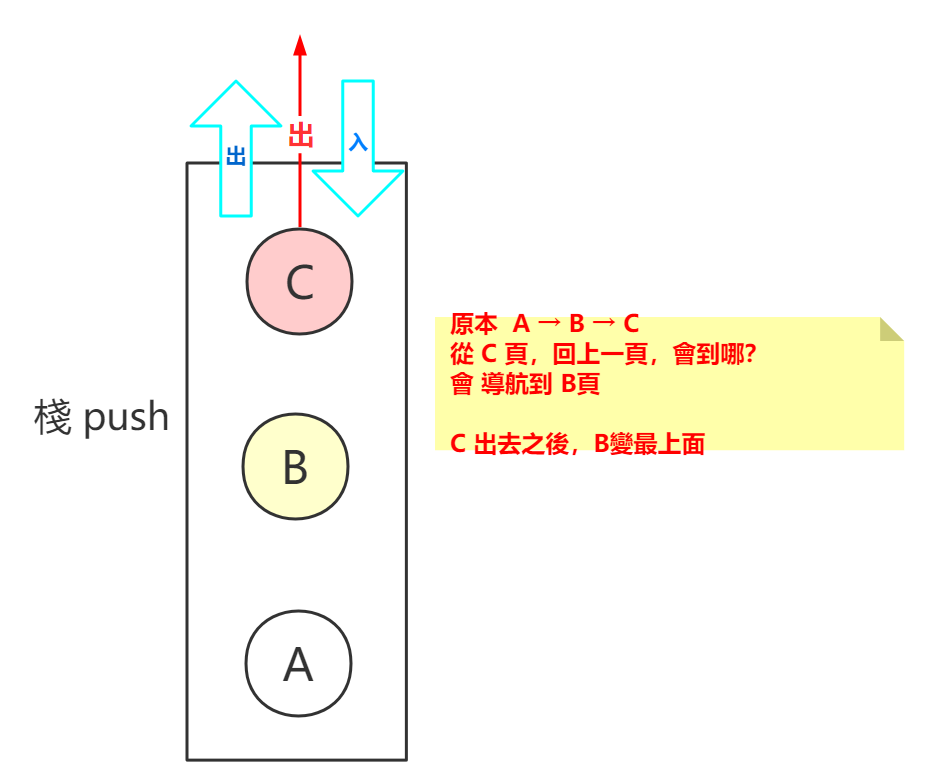 出
出
入
C
原本 A → B → C
從 C 頁，回上一頁，會到哪?
會 導航到 B頁
C 出去之後，B變最上面
棧 push
B
A